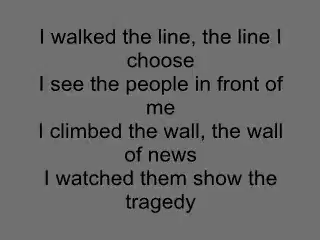 I walked the line, the line I
choose
I see the people in front of
me
I climbed the wall, the wall
of news
I watched them show the
tragedy